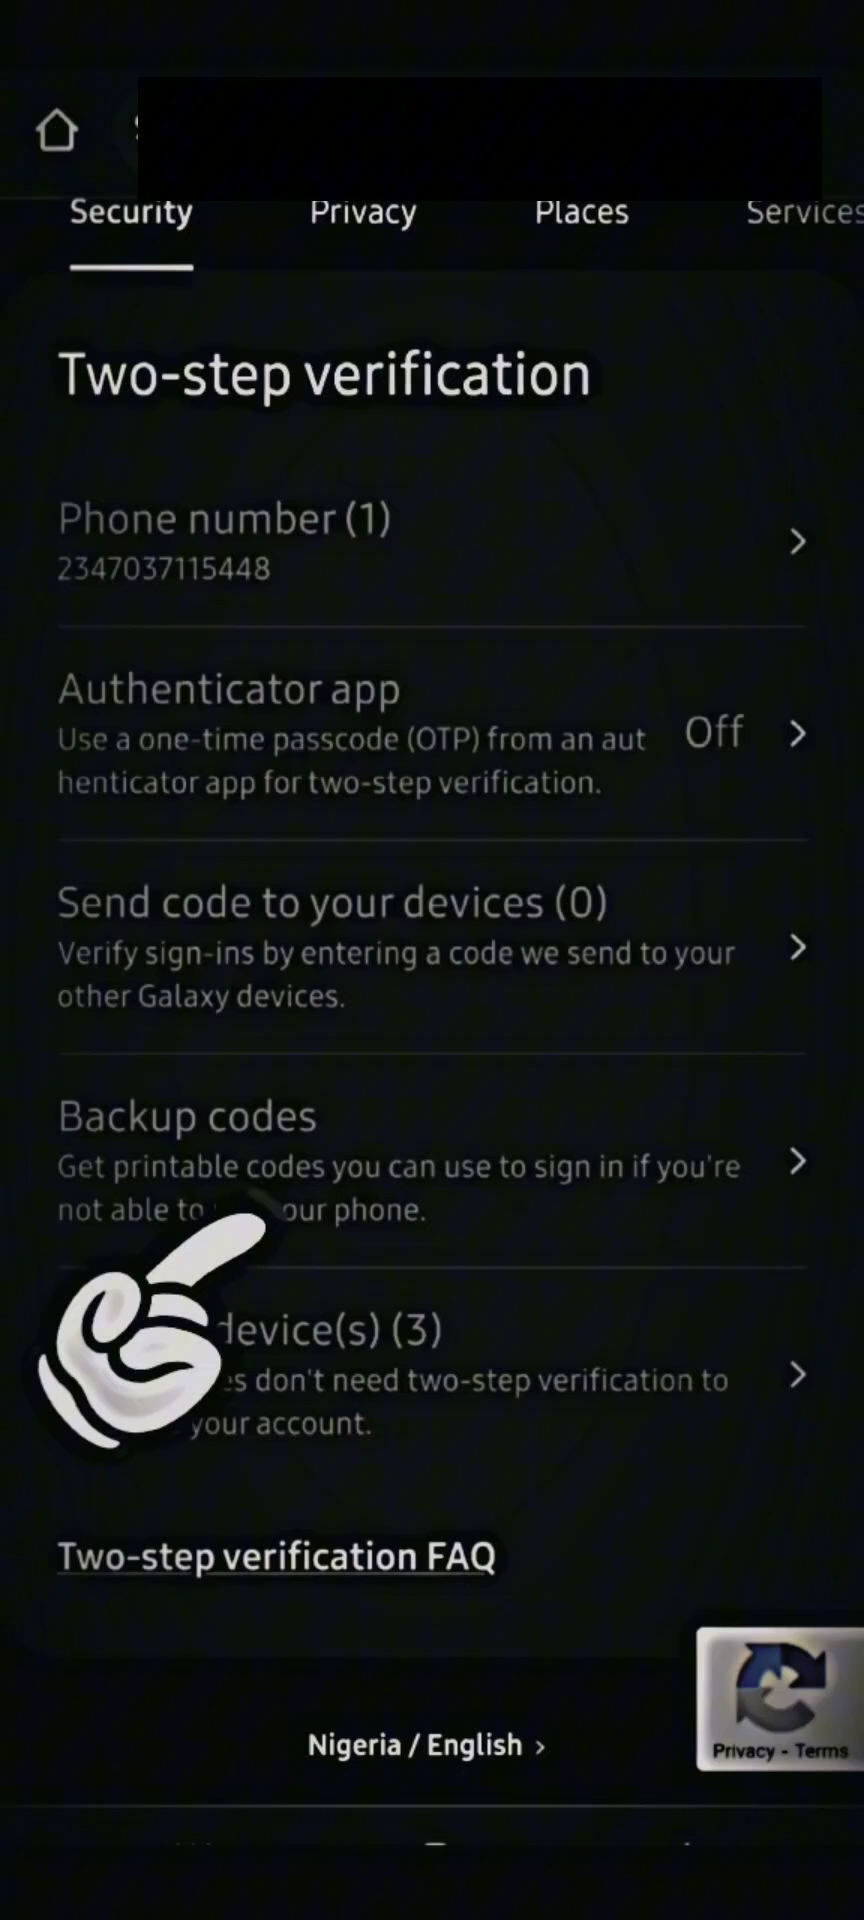 Security Privacy Places Services
Two-step verification
Phone number (1)
2347037115448
Authenticator app
Use a one-time passcode (OTP) from an aut
henticator app for two-step verification.
Off
Send code to your devices (0)
Verify sign-ins by entering a code we send to your
other Galaxy devices.
Backup codes
Get printable codes you can use to sign in if you're
not able to our phone.
device(s) (3)
es don't need two-step verification to
your account.
Two-step verification FAQ
Privacy - Terms
Nigeria / English >